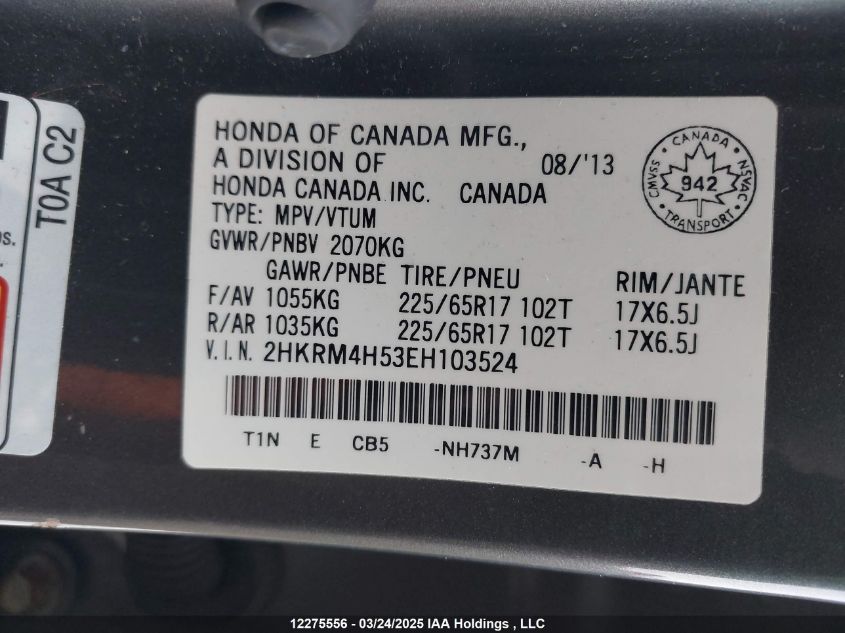 T0A C2
bs.
HONDA OF CANADA MFG.,
A DIVISION OF 08/'13
HONDA CANADA INC. CANADA
TYPE: MPV/VTUM
GVWR/PNBV 2070KG
GAWR/PNBE TIRE/PNEU RIM/JANTE
F/AV 1055KG 225/65R17 102T 17X6.5J
R/AR 1035KG 225/65R17 102T 17X6.5J
V.I.N. 2HKRM4H53EH103524
T1N E CB5 -NH737M -A -H
CANADA
CMVSS 942 NSVAC
TRANSPORT
12275556 - 03/24/2025 IAA Holdings , LLC